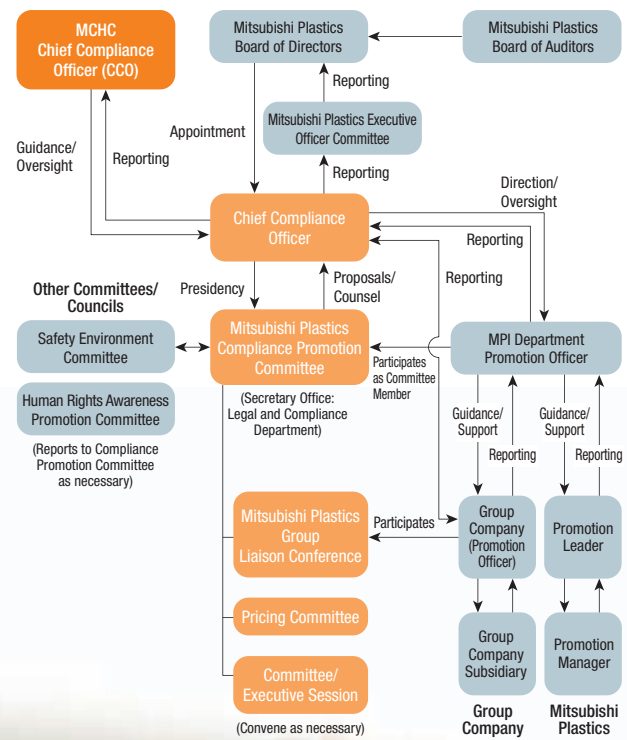 MCHC
Chief Compliance
Officer (CCO)
Mitsubishi Plastics
Board of Directors
Mitsubishi Plastics
Board of Auditors
Reporting
Mitsubishi Plastics Executive
Officer Committee
Appointment
Guidance/
Oversight
Reporting
Reporting
Chief Compliance
Officer
Direction/
Oversight
Reporting
Reporting
Presidency
Proposals/
Counsel
Other Committees/
Councils
Safety Environment
Committee
Human Rights Awareness
Promotion Committee
(Reports to Compliance
Promotion Committee
as necessary)
Mitsubishi Plastics
Compliance Promotion
Committee
(Secretary Office:
Legal and Compliance
Department)
Participates
as Committee
Member
MPI Department
Promotion Officer
Guidance/
Support
Reporting
Guidance/
Support
Reporting
Mitsubishi Plastics
Group
Liaison Conference
Participates
Group
Company
(Promotion
Officer)
Promotion
Leader
Pricing Committee
Group
Company
Subsidiary
Promotion
Manager
Committee/
Executive Session
(Convene as necessary)
Group
Company
Mitsubishi
Plastics